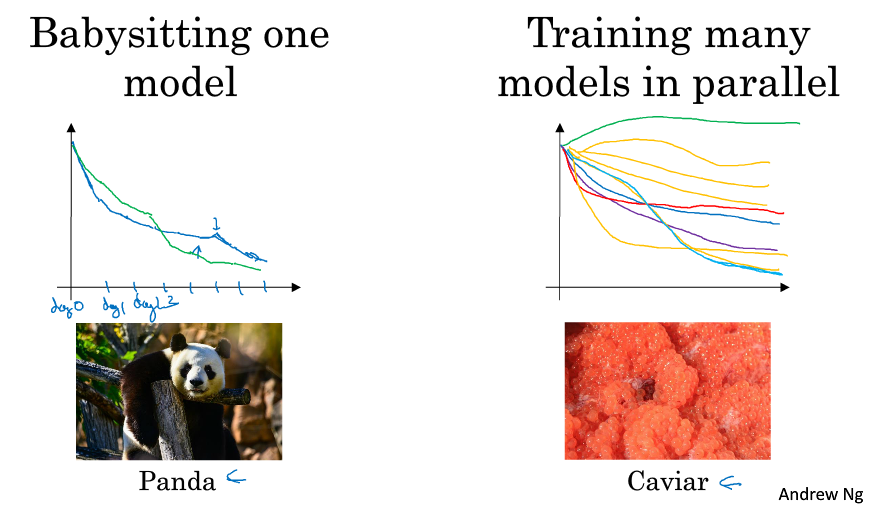 Babysitting one
model
Training many
models in parallel
day 0 day 1 day 2
Panda
Caviar
Andrew Ng